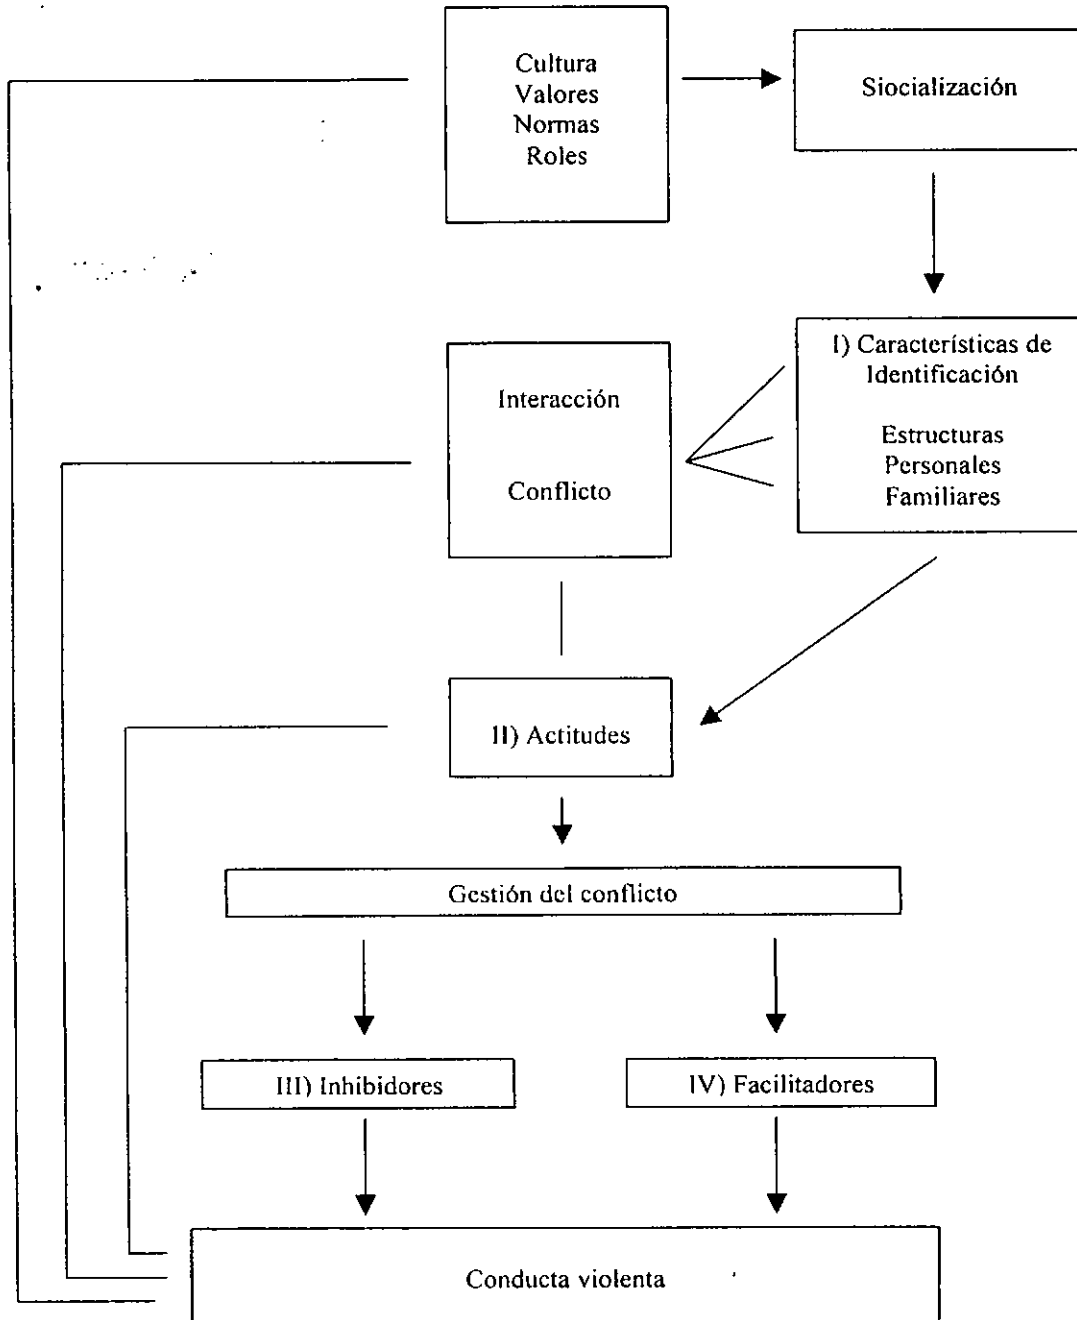 Cultura
Valores
Normas
Roles
Siocialización
I) Características de
Identificación
Estructuras
Personales
Familiares
Interacción
Conflicto
II) Actitudes
Gestión del conflicto
III) Inhibidores
IV) Facilitadores
Conducta violenta